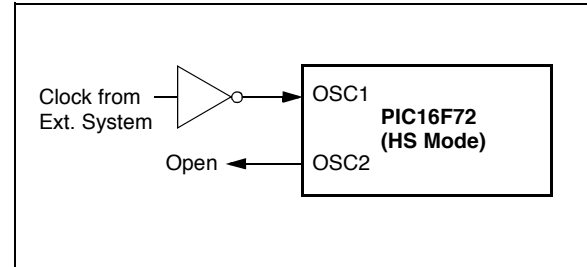 Clock from
Ext. System
OSC1
PIC16F72
(HS Mode)
Open
OSC2